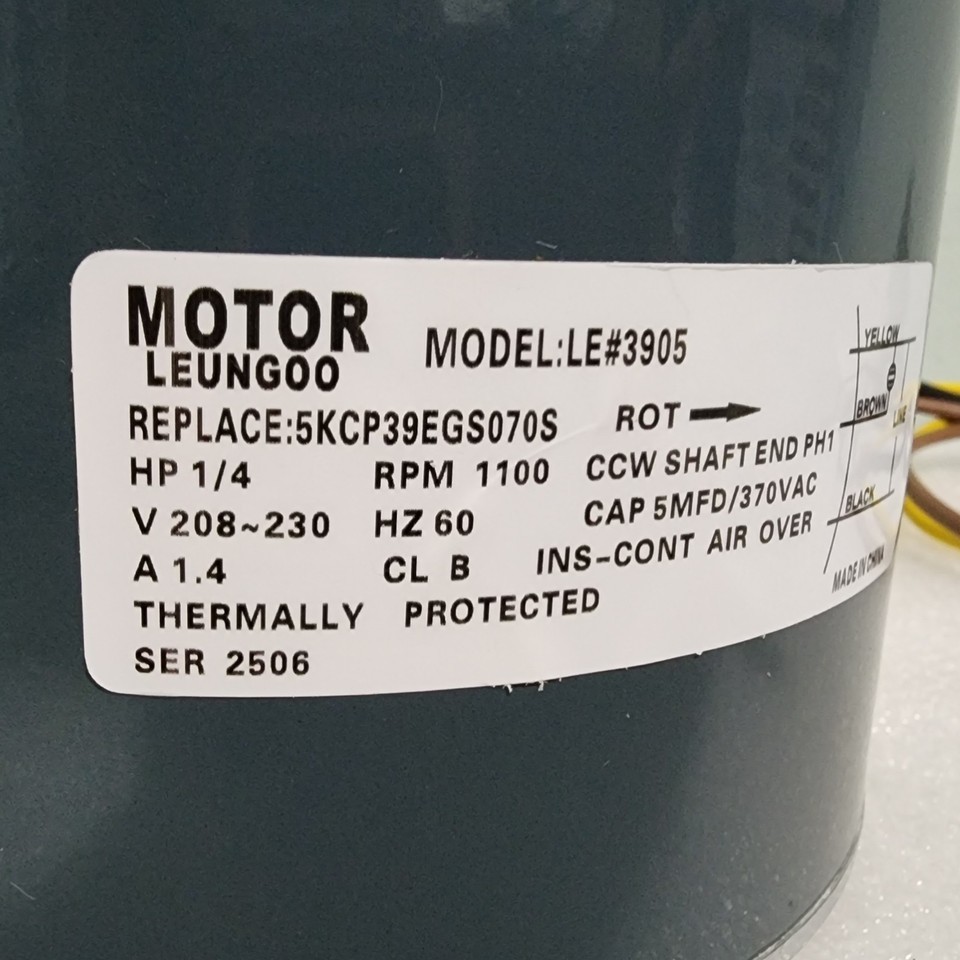 MOTOR
LEUNGOO
MODEL:LE#3905
REPLACE:5KCP39EGS070S
ROT
HP 1/4
RPM 1100
CCW SHAFT END PH1
V 208~230
HZ 60
CAP 5MFD/370VAC
A 1.4
CL B
INS-CONT AIR OVER
THERMALLY PROTECTED
SER 2506
YELLOW
BROWN
LINE
BLACK
MADE IN CHINA